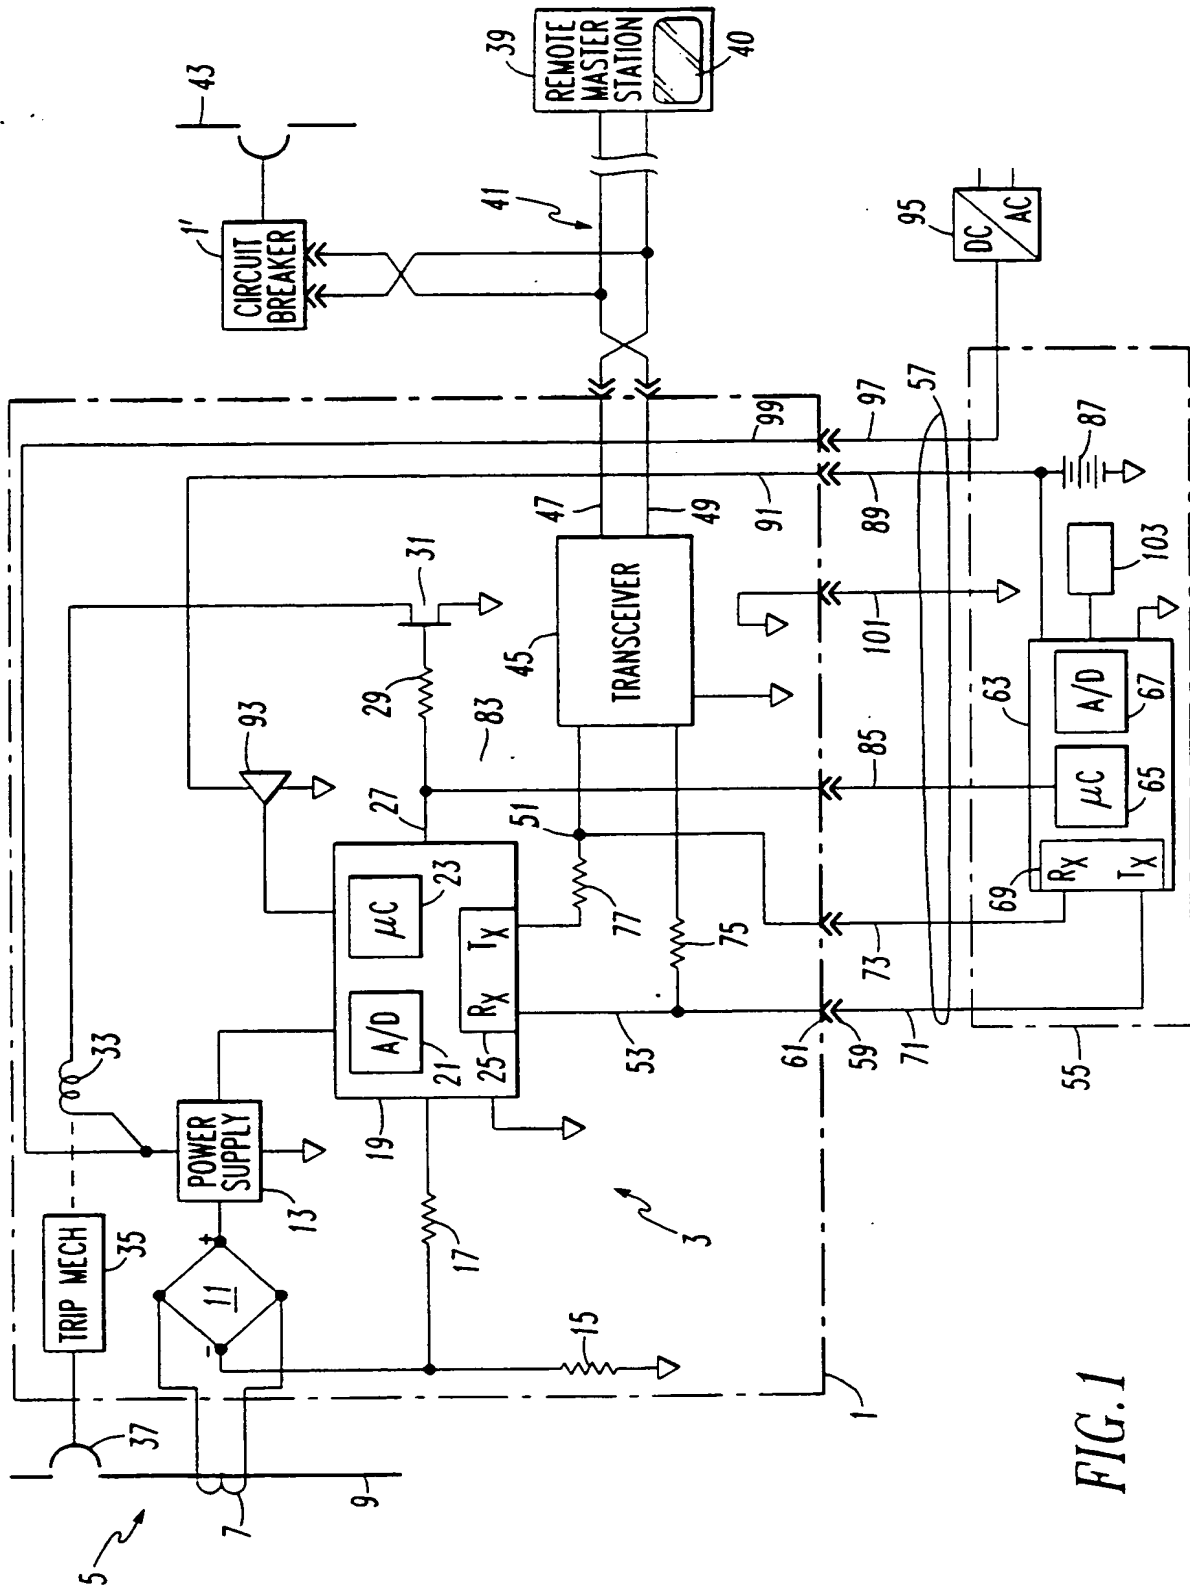 43
1'
CIRCUIT
BREAKER
41
39
REMOTE
MASTER
STATION
40
95
DC
AC
33
TRIP MECH
35
37
5
7
9
+
11
-
POWER
SUPPLY
13
15
17
3
1
19
A/D
21
μC
23
RX
TX
25
27
29
31
93
83
45
TRANSCEIVER
47
49
51
53
77
75
99
91
97
89
101
85
73
71
61
59
57
55
87
103
63
A/D
67
μC
65
69
RX
TX
FIG.1